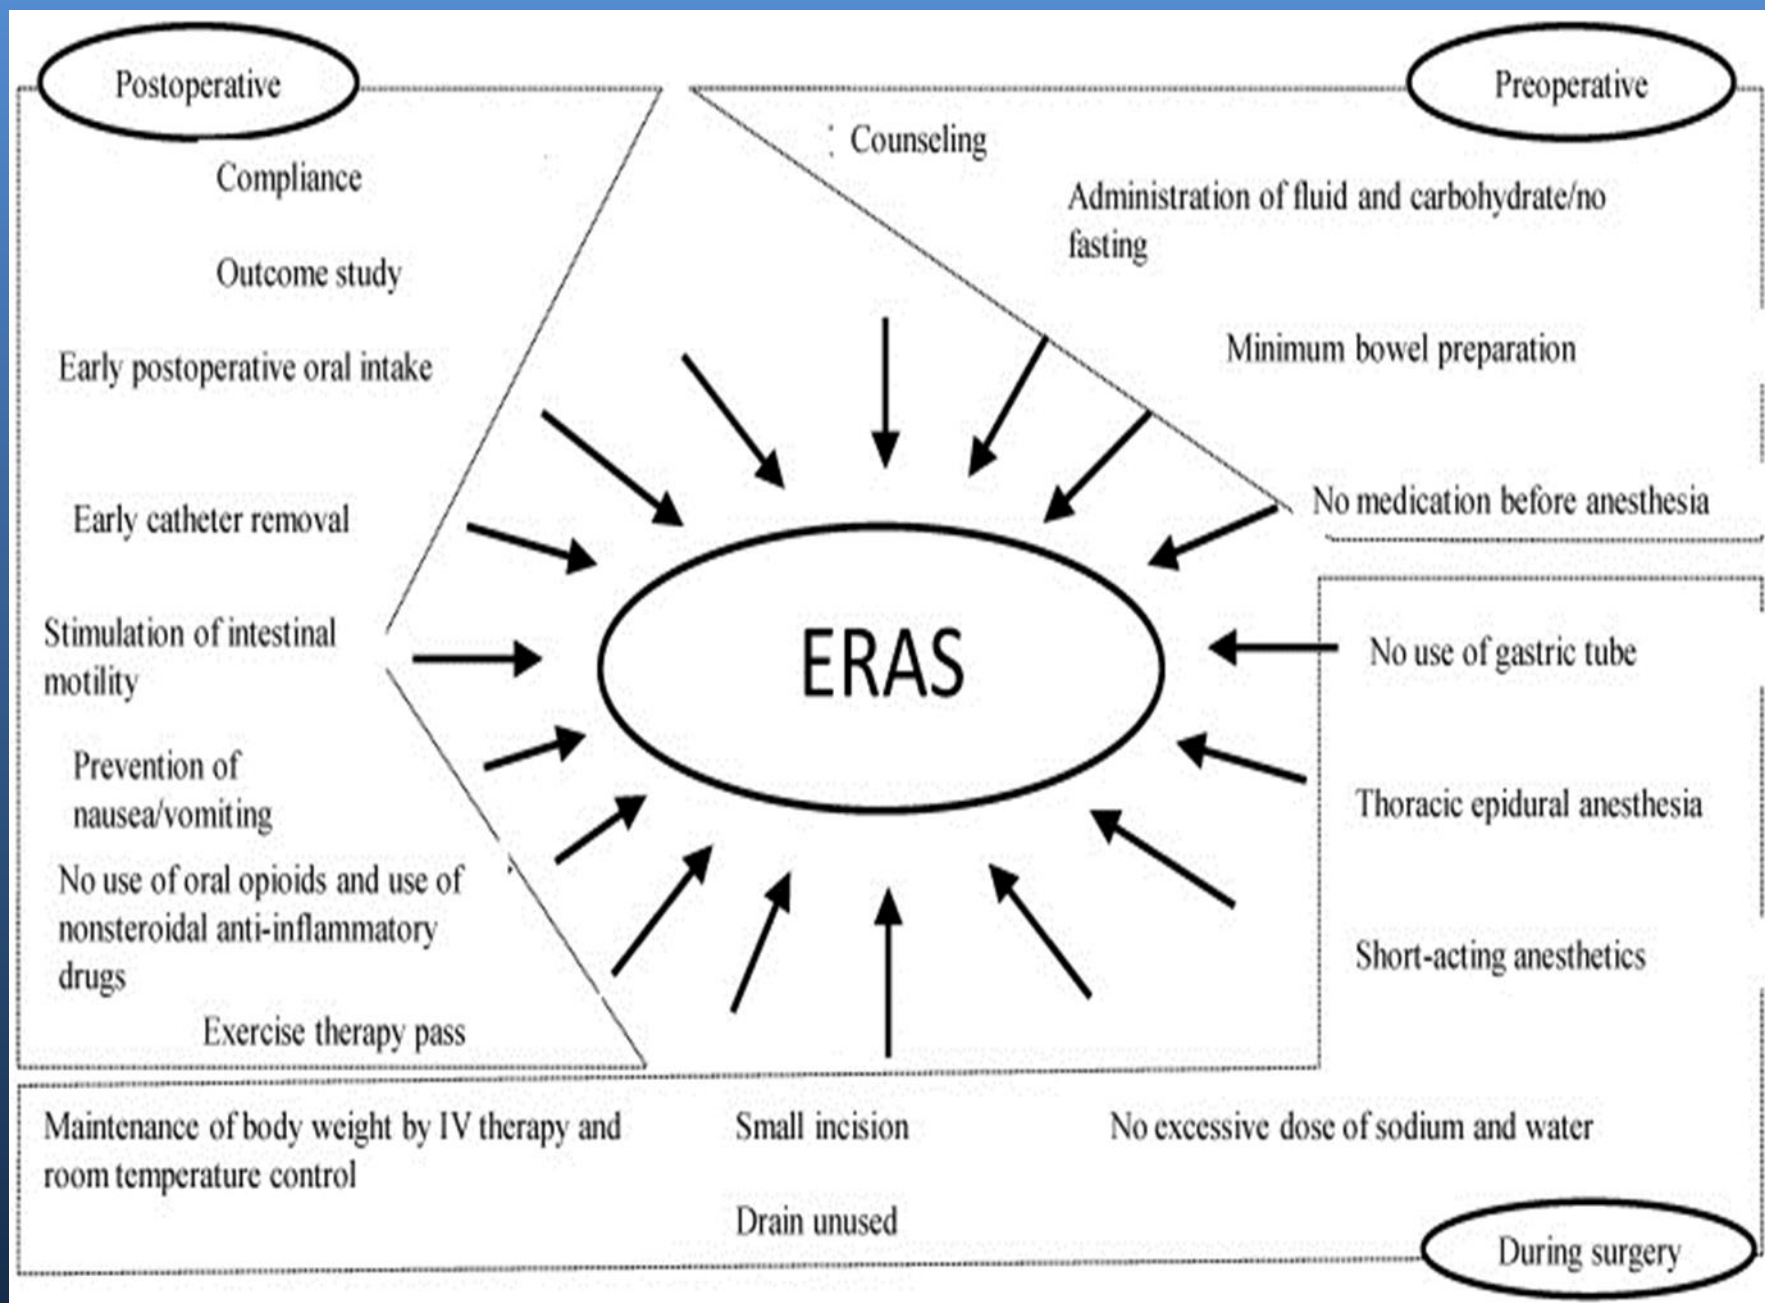 Postoperative
Compliance
Outcome study
Early postoperative oral intake
Early catheter removal
Stimulation of intestinal
motility
Prevention of
nausea/vomiting
No use of oral opioids and use of
nonsteroidal anti-inflammatory
drugs
Exercise therapy pass
Preoperative
: Counseling
Administration of fluid and carbohydrate/no
fasting
Minimum bowel preparation
No medication before anesthesia
ERAS
No use of gastric tube
Thoracic epidural anesthesia
Short-acting anesthetics
Maintenance of body weight by IV therapy and
room temperature control
Small incision
Drain unused
No excessive dose of sodium and water
During surgery